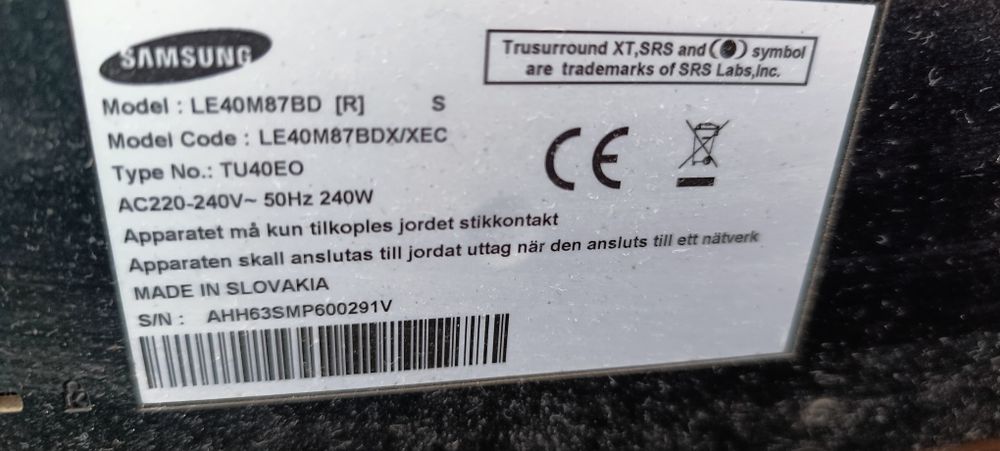 SAMSUNG
Trusurround XT,SRS and symbol
are trademarks of SRS Labs,Inc.
Model : LE40M87BD [R] S
Model Code : LE40M87BDX/XEC
Type No.: TU40EO
AC220-240V~ 50Hz 240W
Apparatet må kun tilkoples jordet stikkontakt
Apparaten skall anslutas till jordat uttag när den ansluts till ett nätverk
MADE IN SLOVAKIA
S/N : AHH63SMP600291V
CE